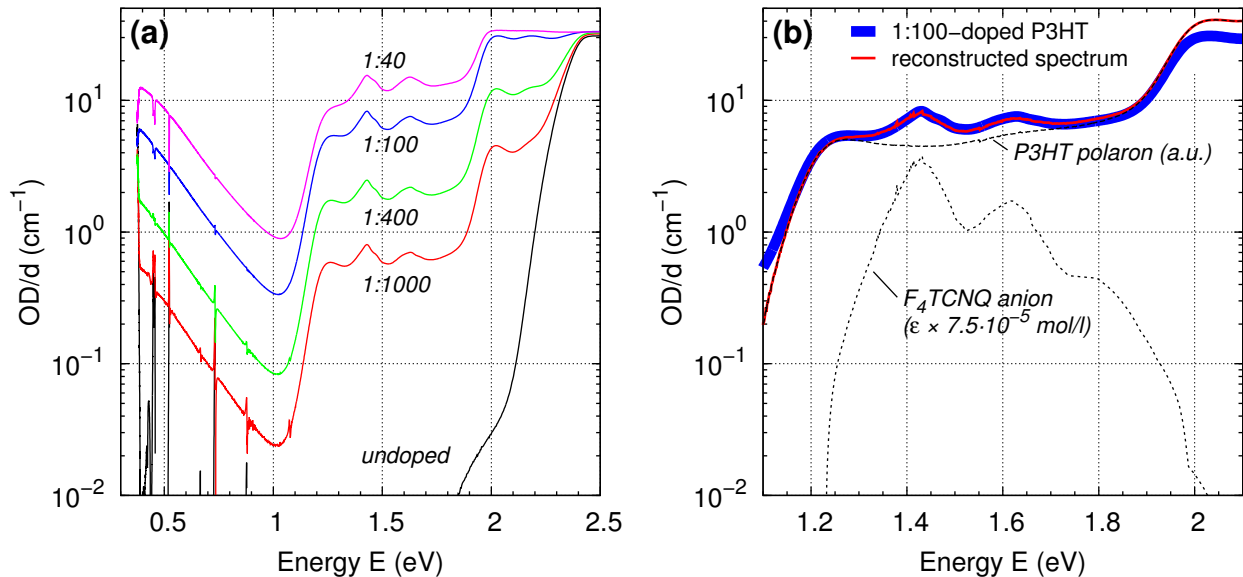 (a)
1:40
1:100
1:400
1:1000
undoped
10¹
10⁰
10⁻¹
10⁻²
OD/d (cm⁻¹)
0.5
1
1.5
2
2.5
Energy E (eV)
(b)
1:100−doped P3HT
reconstructed spectrum
P3HT polaron (a.u.)
F₄TCNQ anion
(ε × 7.5·10⁻⁵ mol/l)
10¹
10⁰
10⁻¹
10⁻²
OD/d (cm⁻¹)
1.2
1.4
1.6
1.8
2
Energy E (eV)